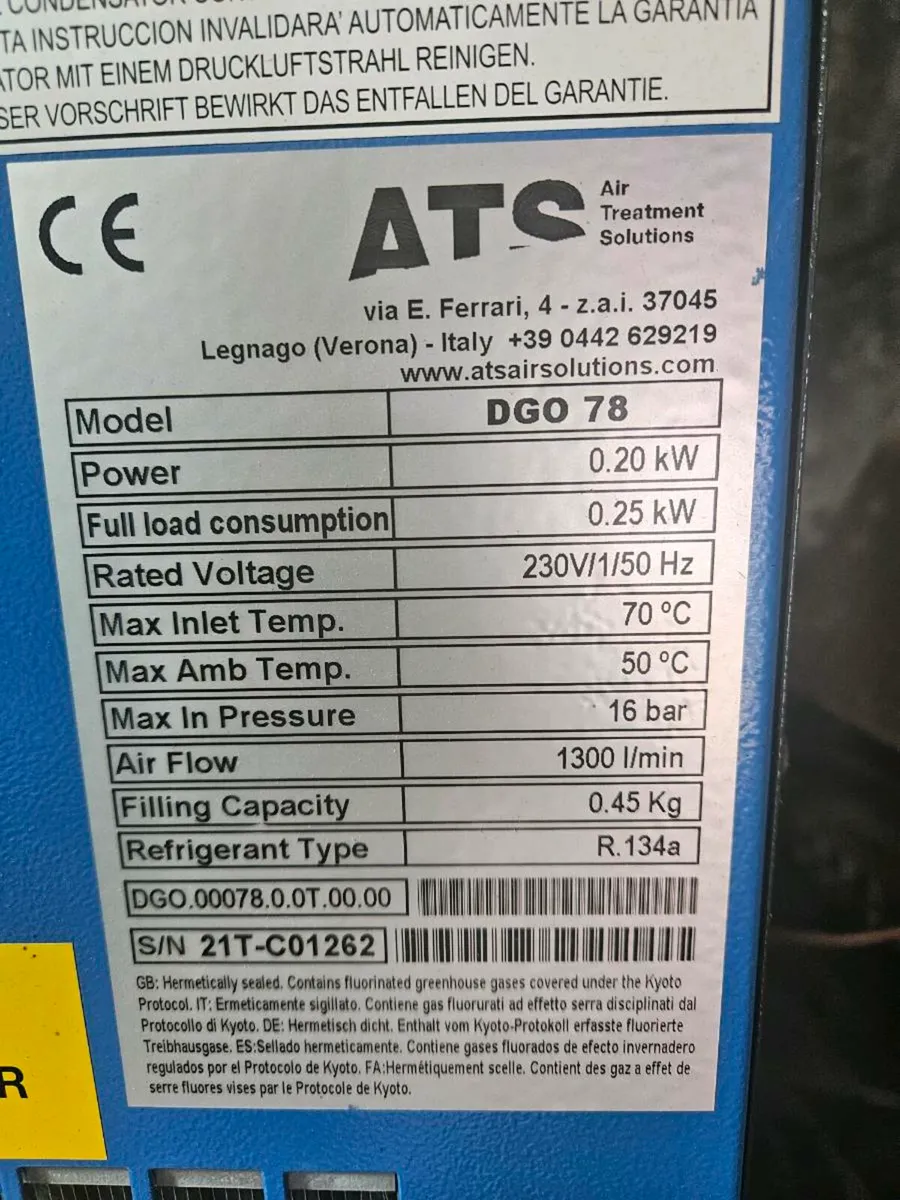 TA INSTRUCCION INVALIDARA' AUTOMATICAMENTE LA GARANTIA
ATOR MIT EINEM DRUCKLUFTSTRAHL REINIGEN.
SER VORSCHRIFT BEWIRKT DAS ENTFALLEN DEL GARANTIE.
CE
ATS
Air
Treatment
Solutions
via E. Ferrari, 4 - z.a.i. 37045
Legnago (Verona) - Italy +39 0442 629219
www.atsairsolutions.com
Model DGO 78
Power 0.20 kW
Full load consumption 0.25 kW
Rated Voltage 230V/1/50 Hz
Max Inlet Temp. 70 ºC
Max Amb Temp. 50 ºC
Max In Pressure 16 bar
Air Flow 1300 l/min
Filling Capacity 0.45 Kg
Refrigerant Type R.134a
DGO.00078.0.0T.00.00
S/N 21T-C01262
GB: Hermetically sealed. Contains fluorinated greenhouse gases covered under the Kyoto
Protocol. IT: Ermeticamente sigillato. Contiene gas fluorurati ad effetto serra disciplinati dal
Protocollo di Kyoto. DE: Hermetisch dicht. Enthalt vom Kyoto-Protokoll erfasste fluorierte
Treibhausgase. ES:Sellado hermeticamente. Contiene gases fluorados de efecto invernadero
regulados por el Protocolo de Kyoto. FA:Hermétiquement scelle. Contient des gaz a effet de
serre fluores vises par le Protocole de Kyoto.
R